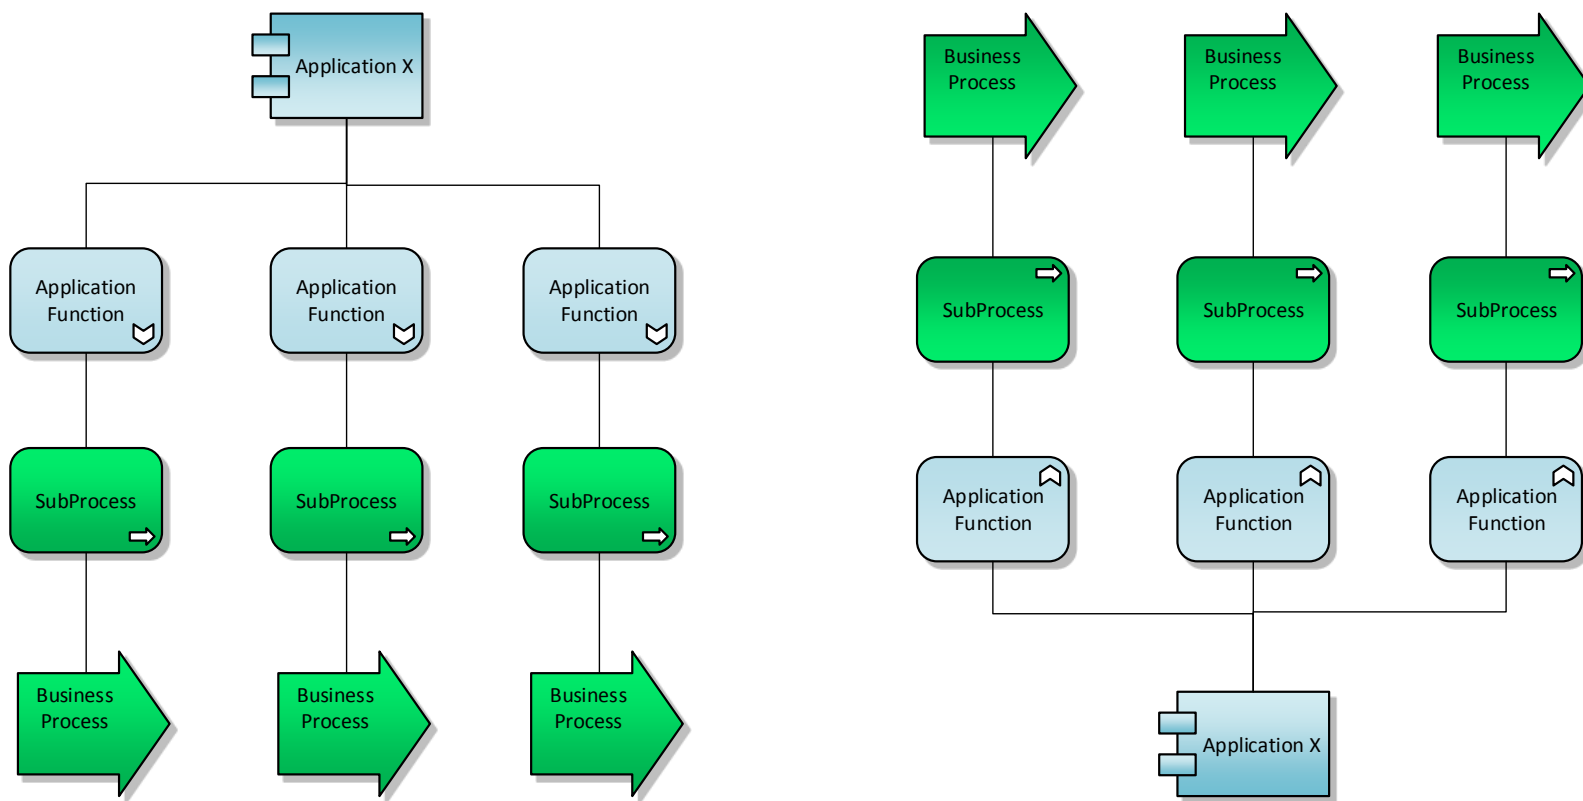 Application X
Application
Function
Application
Function
Application
Function
SubProcess
SubProcess
SubProcess
Business
Process
Business
Process
Business
Process
Business
Process
Business
Process
Business
Process
SubProcess
SubProcess
SubProcess
Application
Function
Application
Function
Application
Function
Application X